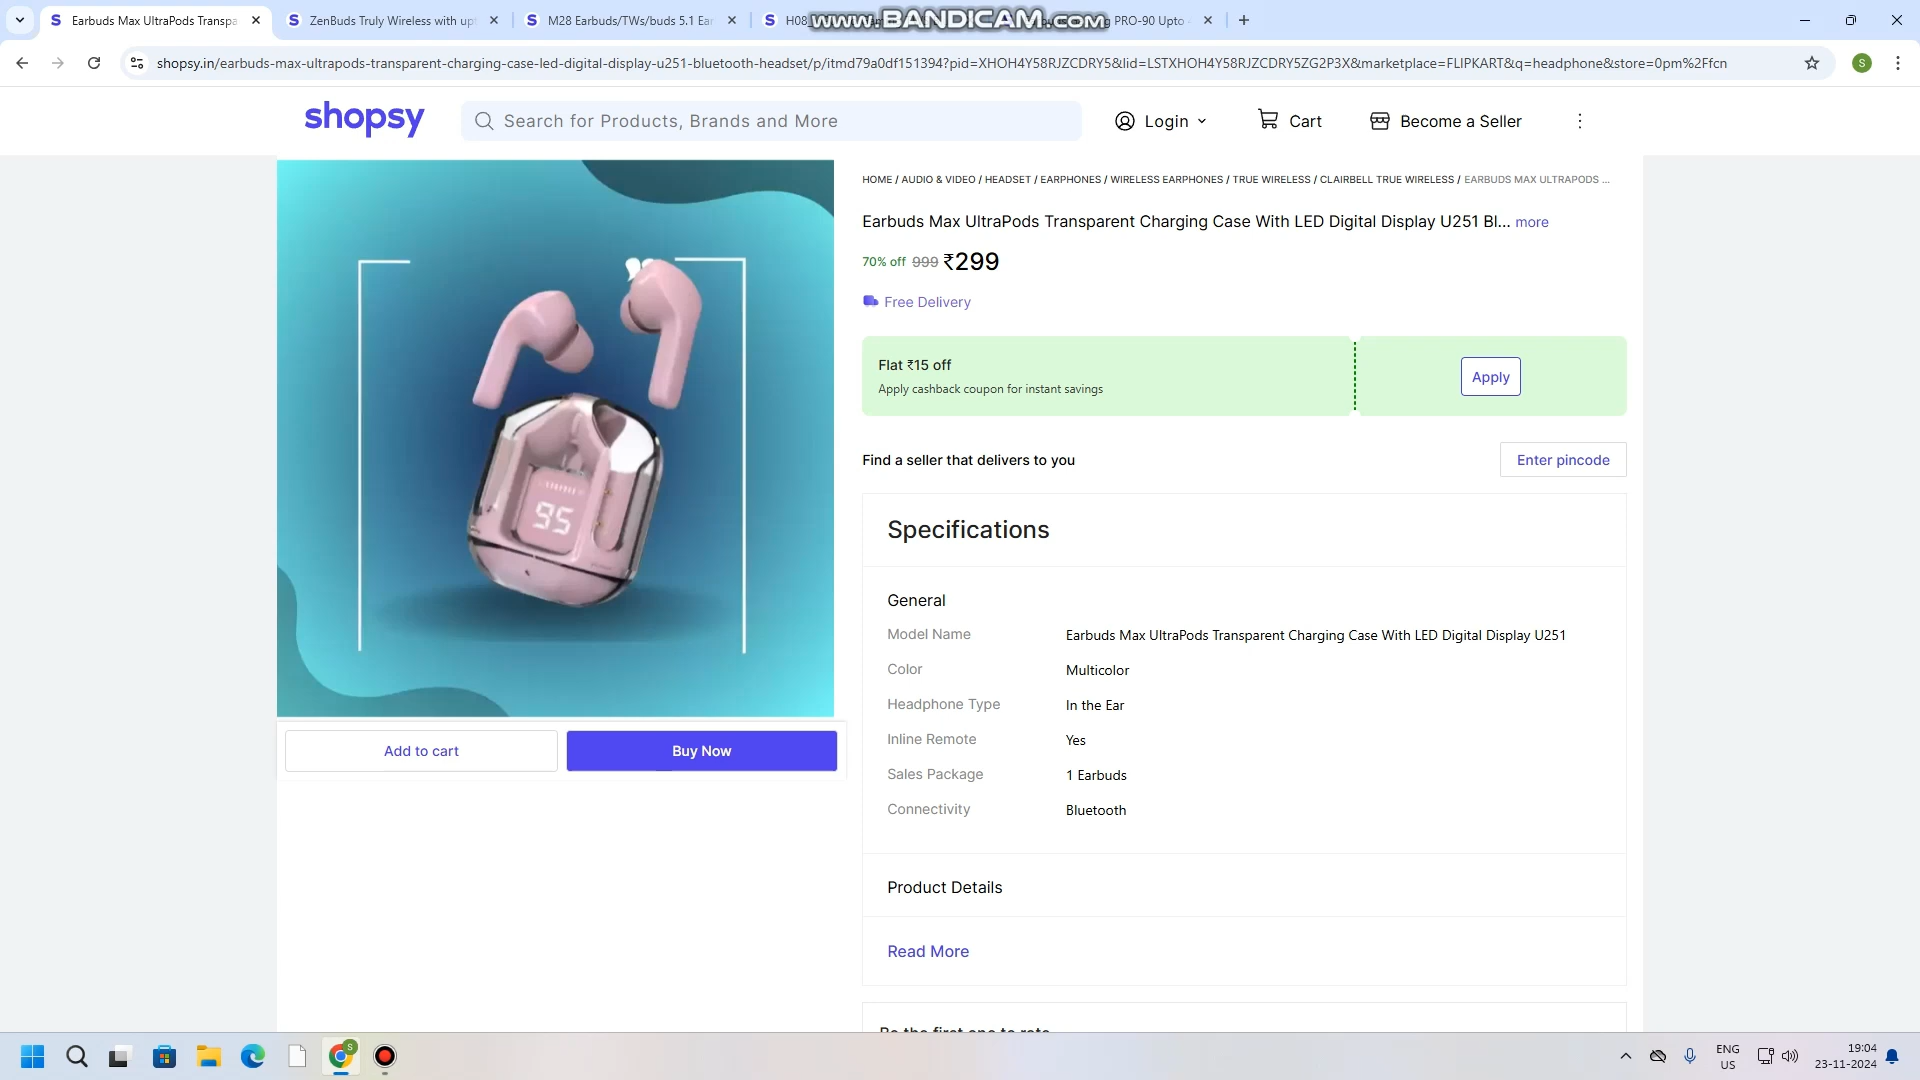 Earbuds Max UltraPods Transpa
ZenBuds Truly Wireless with up
M28 Earbuds/TWs/buds 5.1 Ear
H08
www.BANDICAM.com
PRO-90 Upto
shopsy.in/earbuds-max-ultrapods-transparent-charging-case-led-digital-display-u251-bluetooth-headset/p/itmd79a0df151394?pid=XHOH4Y58RJZCDRY5&lid=LSTXHOH4Y58RJZCDRY5ZG2P3X&marketplace=FLIPKART&q=headphone&store=0pm%2Ffcn
S
shopsy
Search for Products, Brands and More
Login
Cart
Become a Seller
HOME / AUDIO & VIDEO / HEADSET / EARPHONES / WIRELESS EARPHONES / TRUE WIRELESS / CLAIRBELL TRUE WIRELESS / EARBUDS MAX ULTRAPODS ...
Earbuds Max UltraPods Transparent Charging Case With LED Digital Display U251 Bl... more
70% off 999 ₹299
Free Delivery
Flat ₹15 off
Apply cashback coupon for instant savings
Apply
Find a seller that delivers to you
Enter pincode
95
Specifications
General
Model Name Earbuds Max UltraPods Transparent Charging Case With LED Digital Display U251
Color Multicolor
Headphone Type In the Ear
Inline Remote Yes
Sales Package 1 Earbuds
Connectivity Bluetooth
Add to cart
Buy Now
Product Details
Read More
Be the first one to rate
S
ENG
US
19:04
23-11-2024